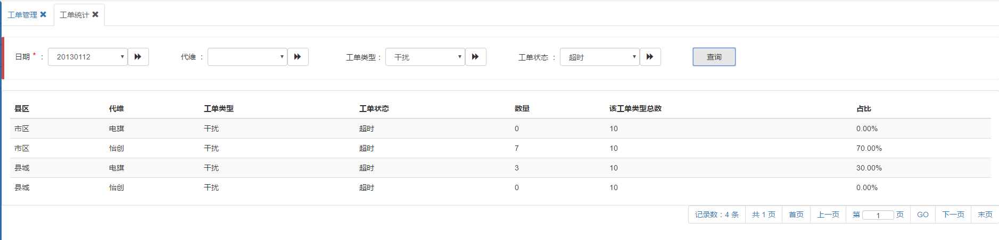 工单管理 工单统计
日期 * ： 20130112 代维 ： 工单类型： 干扰 工单状态 ： 超时 查询
县区 代维 工单类型 工单状态 数量 该工单类型总数 占比
市区 电旗 干扰 超时 0 10 0.00%
市区 怡创 干扰 超时 7 10 70.00%
县城 电旗 干扰 超时 3 10 30.00%
县城 怡创 干扰 超时 0 10 0.00%
记录数：4 条 共 1 页 首页 上一页 第 1 页 GO 下一页 末页